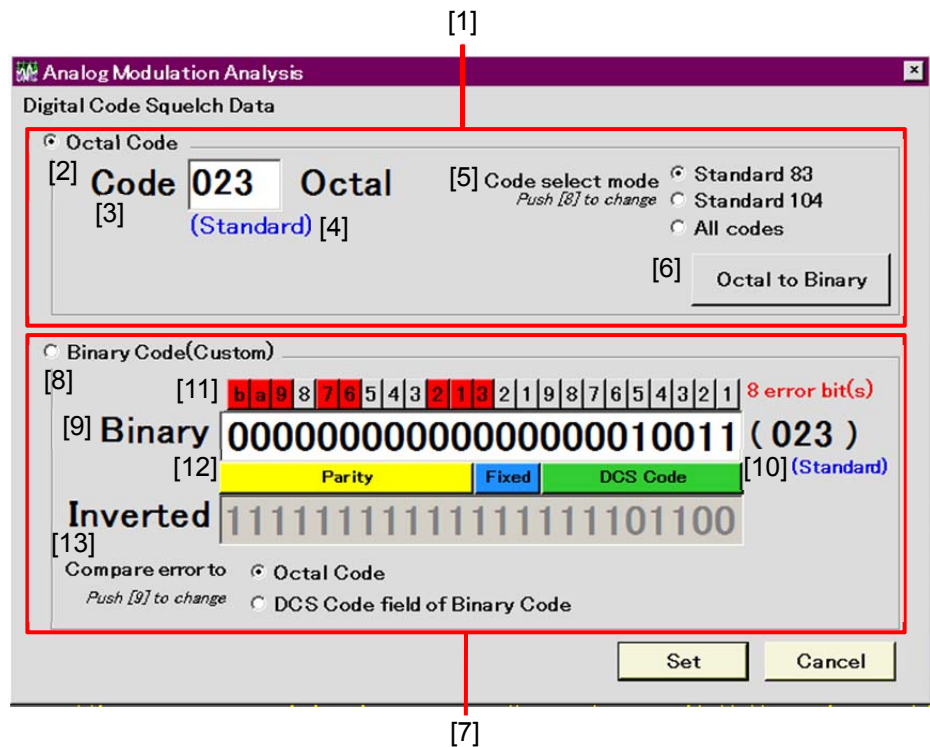 [1]
Analog Modulation Analysis
Digital Code Squelch Data
Octal Code
[2] Code 023 Octal
[3]
(Standard) [4]
[5] Code select mode
Push [8] to change
Standard 83
Standard 104
All codes
[6] Octal to Binary
Binary Code(Custom)
[8]
[11] b a 9 8 7 6 5 4 3 2 1 3 2 1 9 8 7 6 5 4 3 2 1 8 error bit(s)
[9] Binary 00000000000000000010011 ( 023 )
[12] Parity Fixed DCS Code [10] (Standard)
Inverted 11111111111111111101100
[13]
Compare error to
Push [9] to change
Octal Code
DCS Code field of Binary Code
Set Cancel
[7]